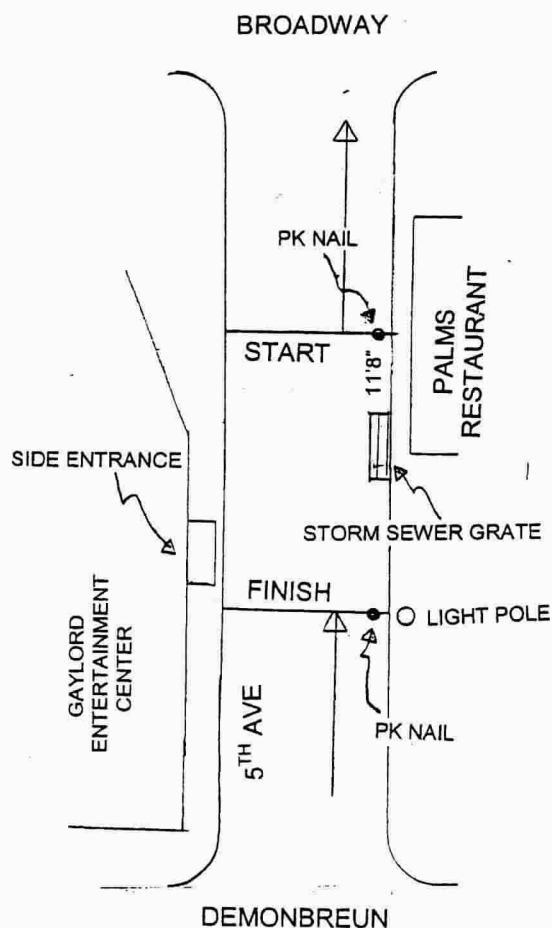 BROADWAY
PK NAIL
START
11'8"
PALMS
RESTAURANT
SIDE ENTRANCE
STORM SEWER GRATE
FINISH
LIGHT POLE
GAYLORD
ENTERTAINMENT
CENTER
5TH AVE
PK NAIL
DEMONBREUN